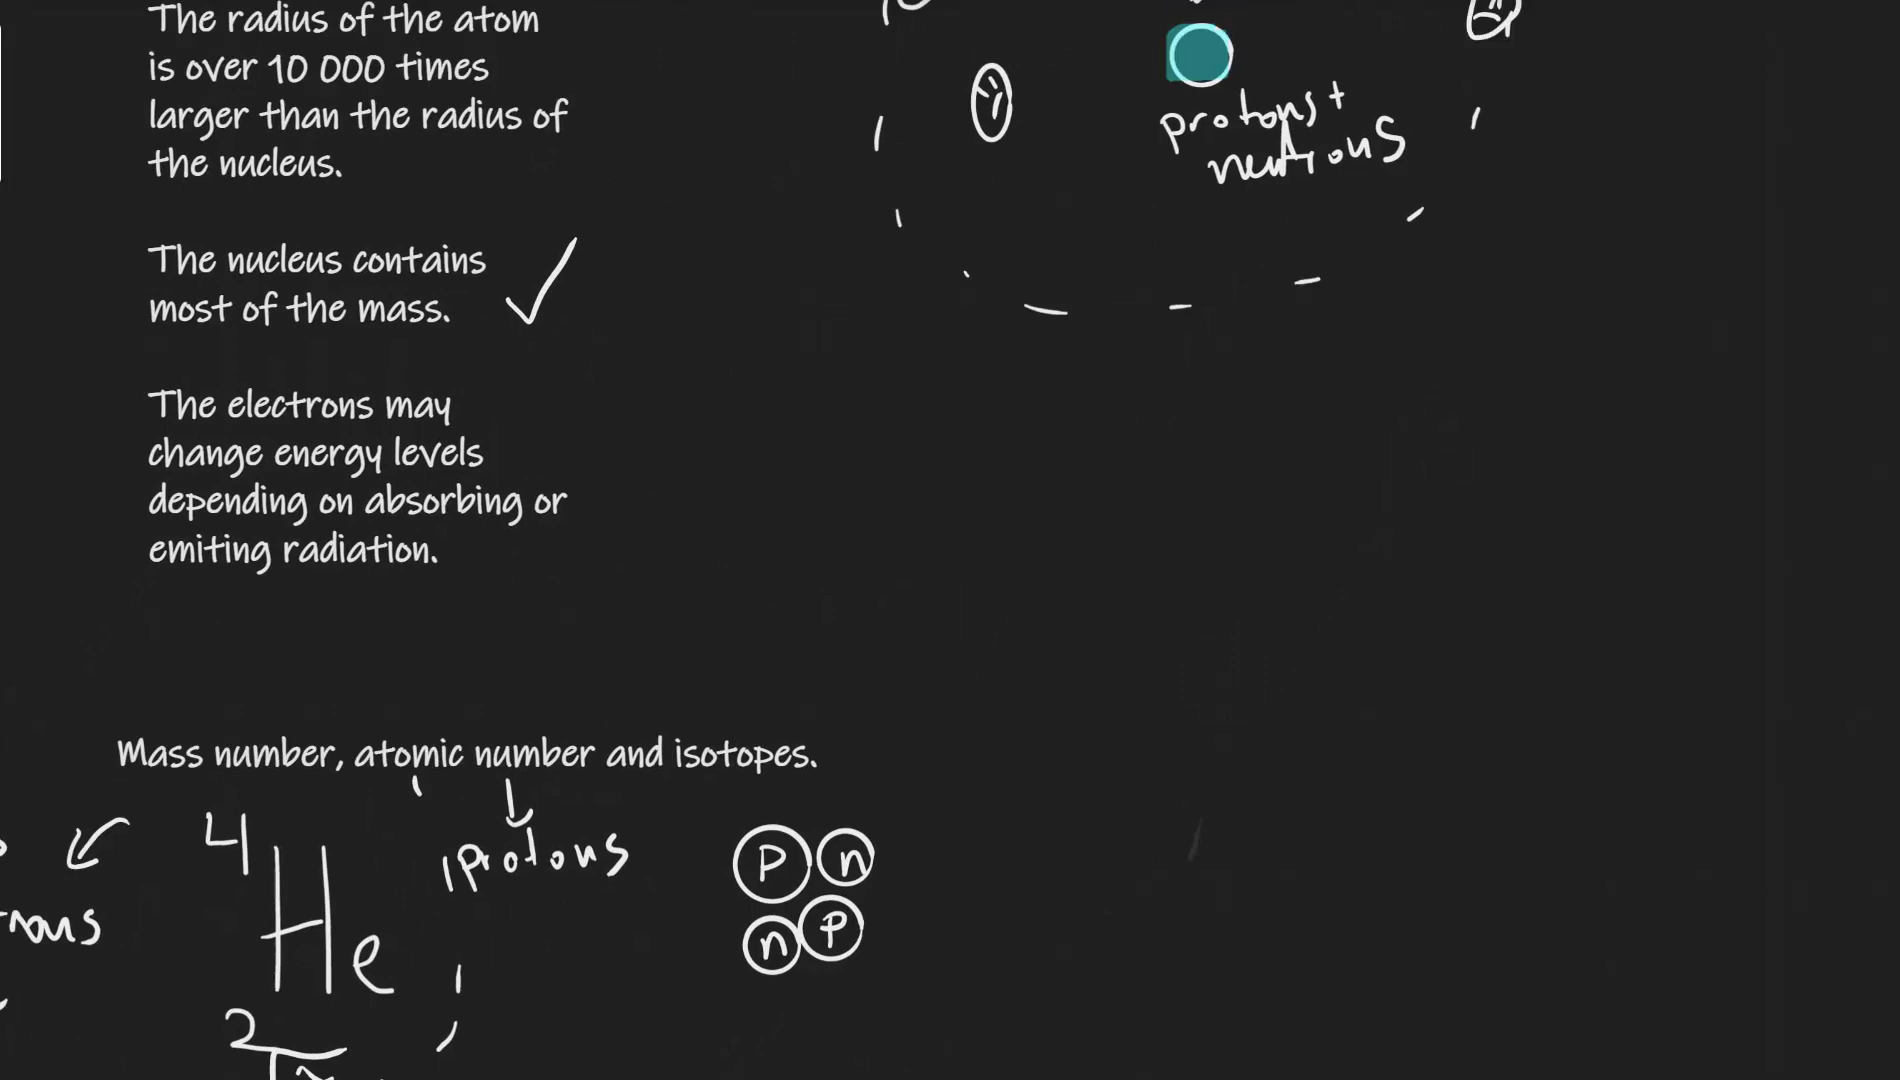 The radius of the atom
is over 10 000 times
larger than the radius of
the nucleus.
protons +
neutrons
The nucleus contains
most of the mass.
The electrons may
change energy levels
depending on absorbing or
emiting radiation.
Mass number, atomic number and isotopes.
4
He
2
protons
P n
n P